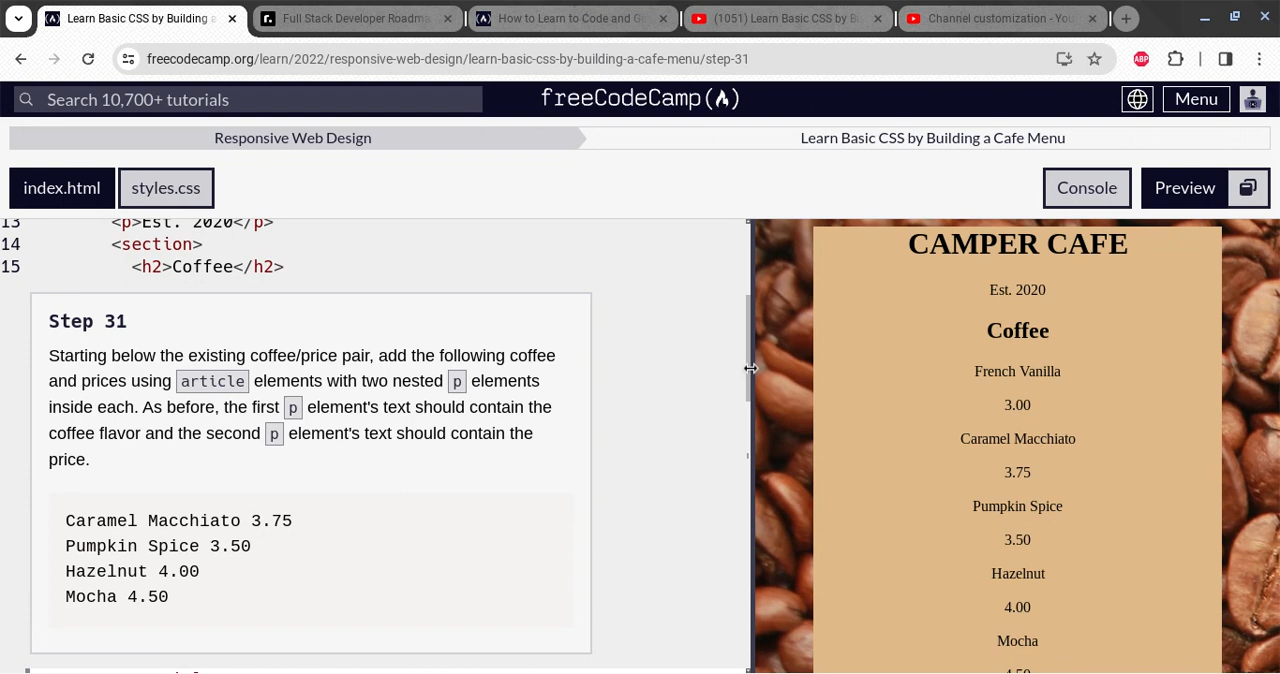 Learn Basic CSS by Building a
Full Stack Developer Roadma
How to Learn to Code and Ge
(1051) Learn Basic CSS by B
Channel customization - You
freecodecamp.org/learn/2022/responsive-web-design/learn-basic-css-by-building-a-cafe-menu/step-31
ABP
Search 10,700+ tutorials
freeCodeCamp
Menu
Responsive Web Design
Learn Basic CSS by Building a Cafe Menu
index.html
styles.css
Console
Preview
13 <p>Est. 2020</p>
14 <section>
15 <h2>Coffee</h2>
Step 31
Starting below the existing coffee/price pair, add the following coffee
and prices using article elements with two nested p elements
inside each. As before, the first p element's text should contain the
coffee flavor and the second p element's text should contain the
price.
Caramel Macchiato 3.75
Pumpkin Spice 3.50
Hazelnut 4.00
Mocha 4.50
CAMPER CAFE
Est. 2020
Coffee
French Vanilla
3.00
Caramel Macchiato
3.75
Pumpkin Spice
3.50
Hazelnut
4.00
Mocha